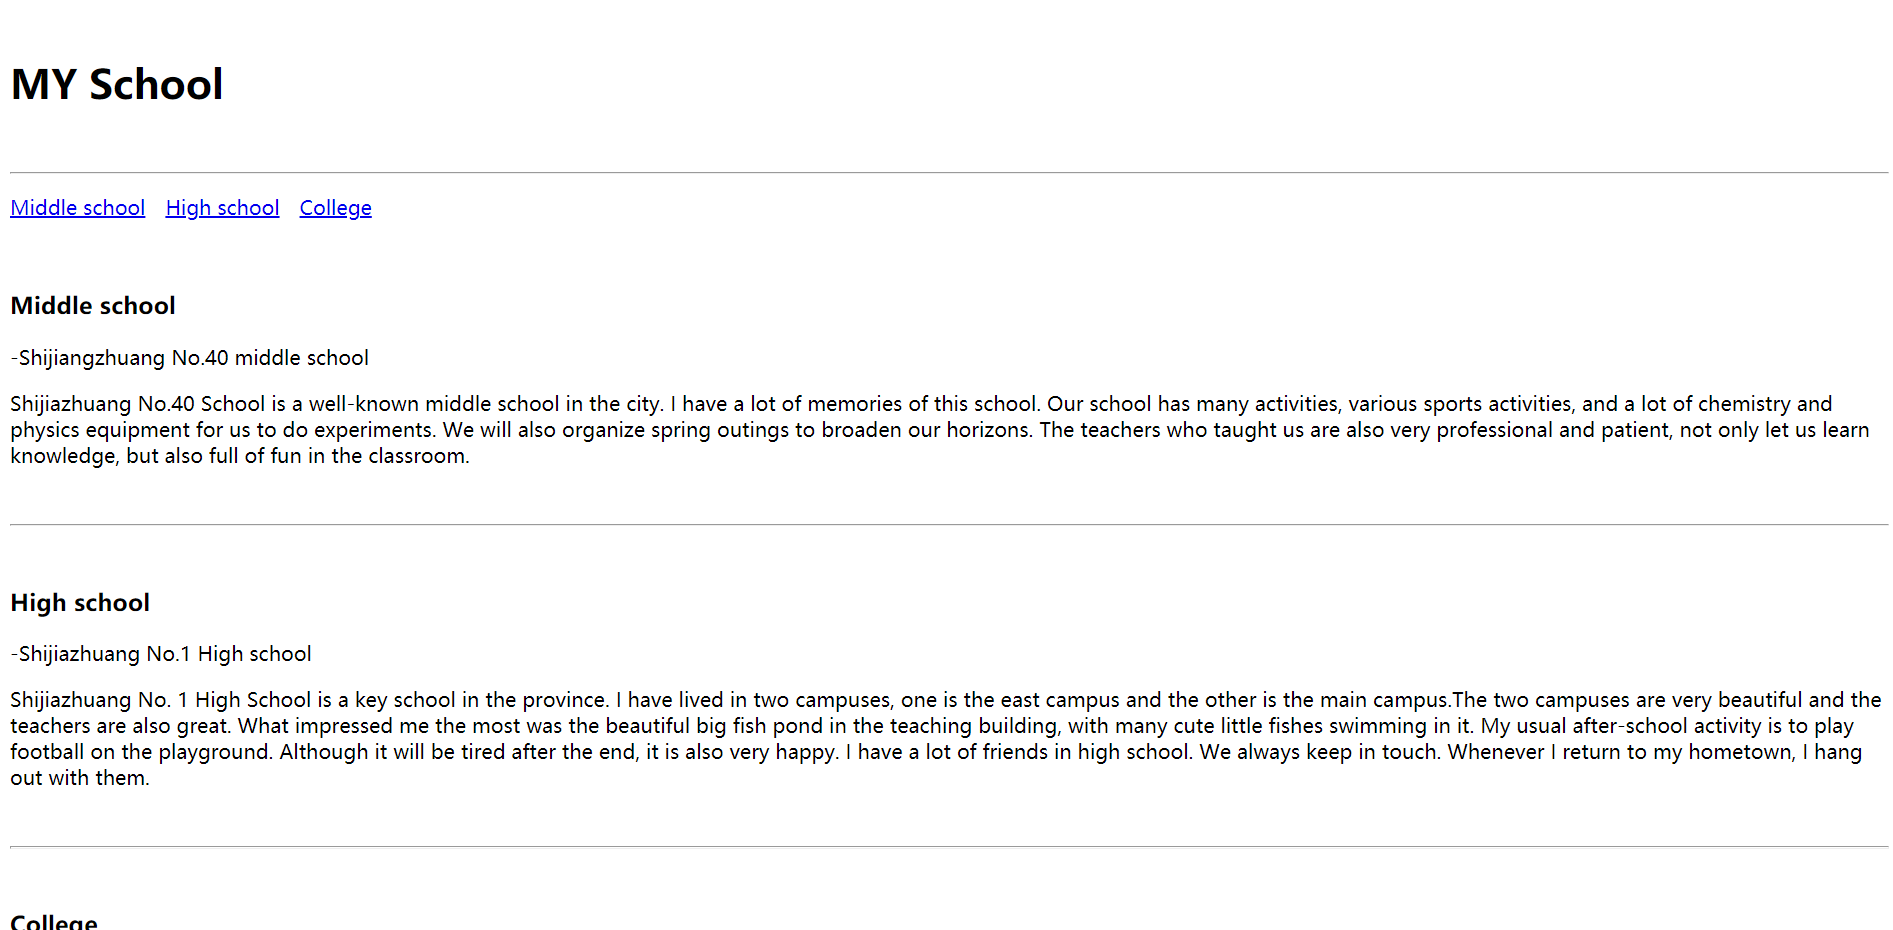 MY School
Middle school High school College
Middle school
-Shijiangzhuang No.40 middle school
Shijiazhuang No.40 School is a well-known middle school in the city. I have a lot of memories of this school. Our school has many activities, various sports activities, and a lot of chemistry and
physics equipment for us to do experiments. We will also organize spring outings to broaden our horizons. The teachers who taught us are also very professional and patient, not only let us learn
knowledge, but also full of fun in the classroom.
High school
-Shijiazhuang No.1 High school
Shijiazhuang No. 1 High School is a key school in the province. I have lived in two campuses, one is the east campus and the other is the main campus.The two campuses are very beautiful and the
teachers are also great. What impressed me the most was the beautiful big fish pond in the teaching building, with many cute little fishes swimming in it. My usual after-school activity is to play
football on the playground. Although it will be tired after the end, it is also very happy. I have a lot of friends in high school. We always keep in touch. Whenever I return to my hometown, I hang
out with them.
College